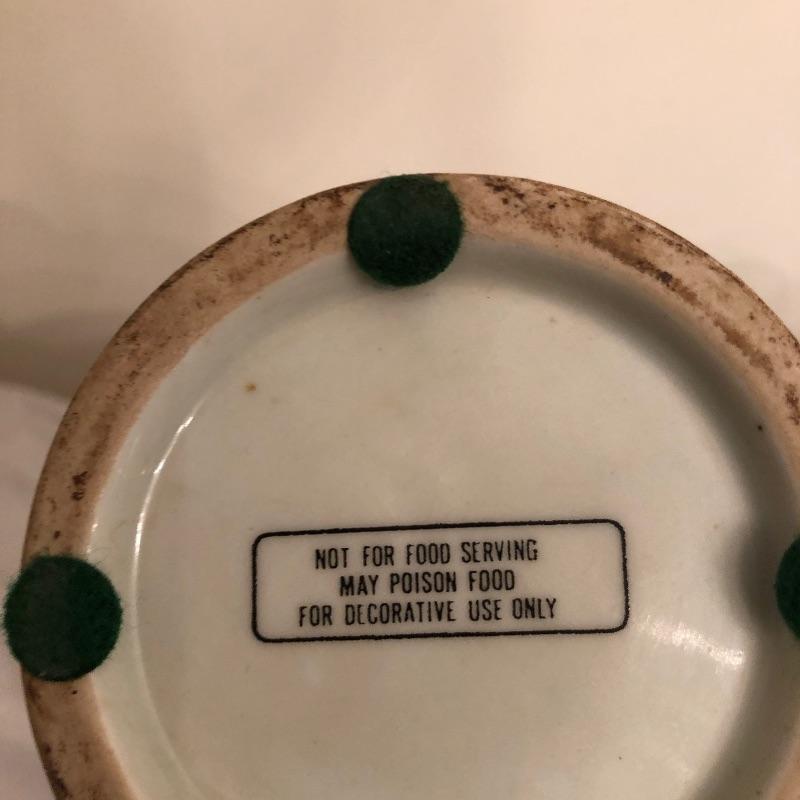 NOT FOR FOOD SERVING
MAY POISON FOOD
FOR DECORATIVE USE ONLY